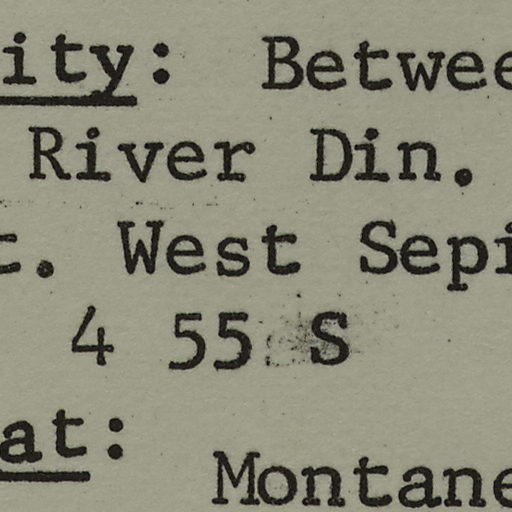 ity: Betwee
River Din.
t. West Sepi
4 55 S
at:
Montane